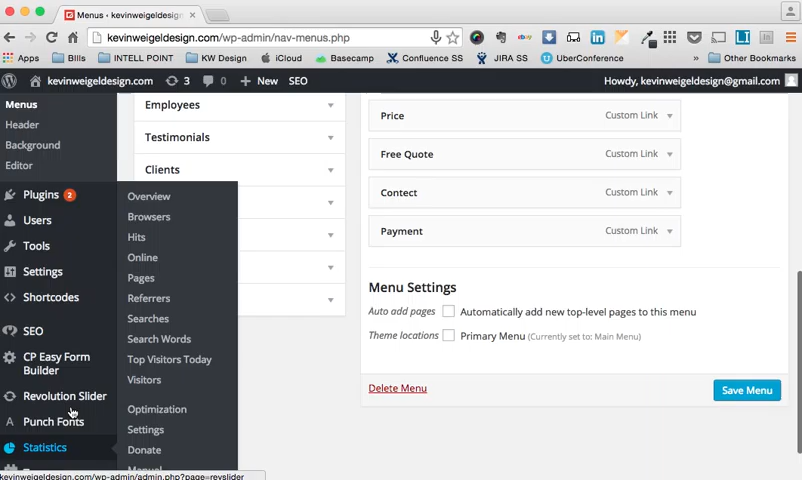 Menus ‹ kevinweigeldesign
kevinweigeldesign.com/wp-admin/nav-menus.php
Apps BIlls INTELL POINT KW Design iCloud Basecamp Confluence SS JIRA SS UberConference » Other Bookmarks
kevinweigeldesign.com 3 0 + New SEO Howdy, kevinweigeldesign@gmail.com
Menus
Header
Background
Editor
Plugins 2
Users
Tools
Settings
Shortcodes
SEO
CP Easy Form
Builder
Revolution Slider
Punch Fonts
Statistics
Overview
Browsers
Hits
Online
Pages
Referrers
Searches
Search Words
Top Visitors Today
Visitors
Optimization
Settings
Donate
Manual
Employees
Testimonials
Clients
Price Custom Link
Free Quote Custom Link
Contect Custom Link
Payment Custom Link
Menu Settings
Auto add pages Automatically add new top-level pages to this menu
Theme locations Primary Menu (Currently set to: Main Menu)
Delete Menu Save Menu
kevinweigeldesign.com/wp-admin/admin.php?page=revslider